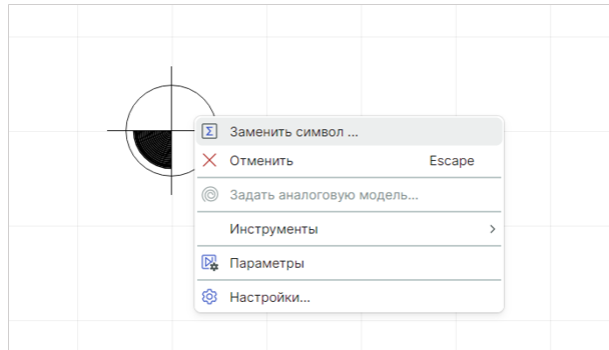 Заменить символ ...
Отменить Escape
Задать аналоговую модель...
Инструменты
Параметры
Настройки...